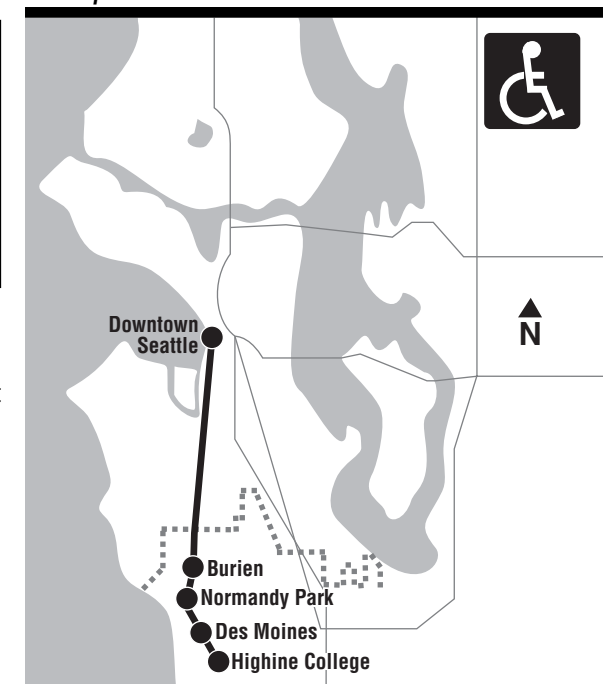 Downtown
Seattle
N
Burien
Normandy Park
Des Moines
Highine College